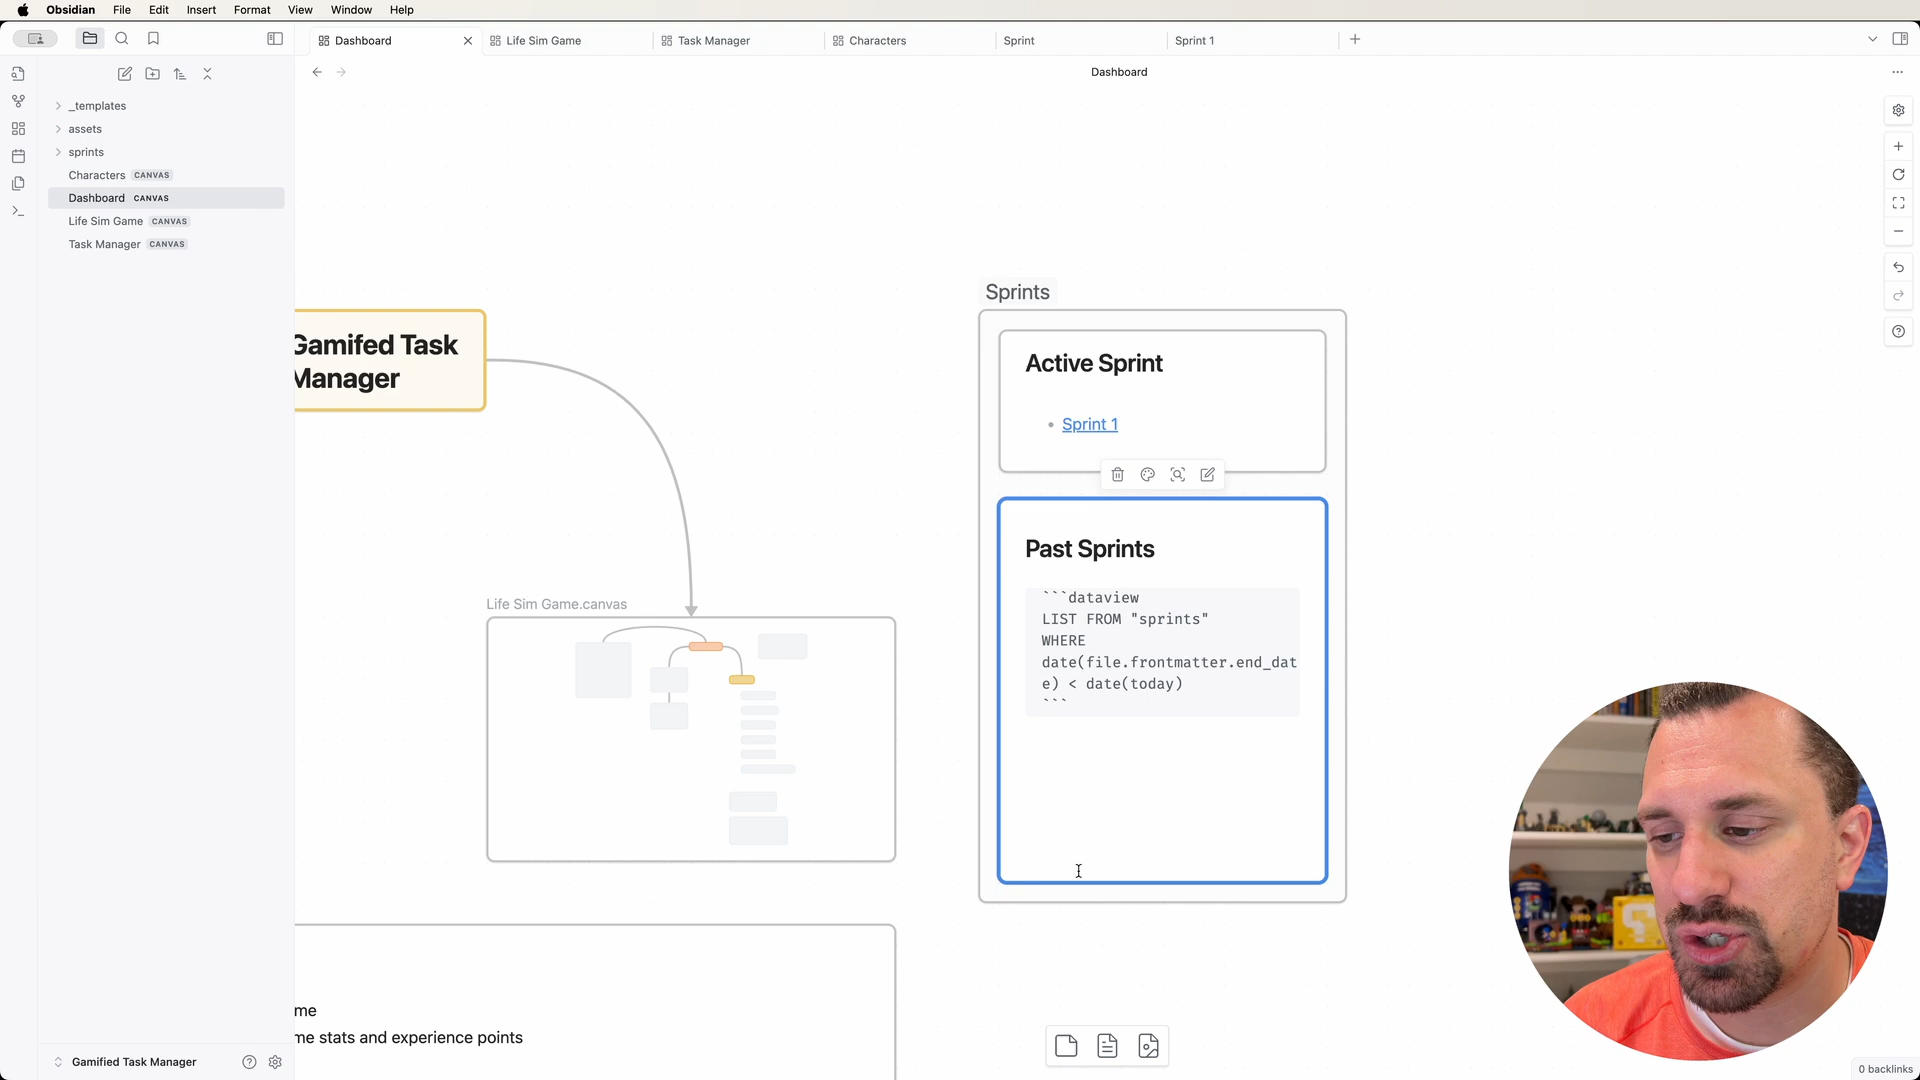 Obsidian File Edit Insert Format View Window Help
Dashboard Life Sim Game Task Manager Characters Sprint Sprint 1
Dashboard
_templates
assets
sprints
Characters CANVAS
Dashboard CANVAS
Life Sim Game CANVAS
Task Manager CANVAS
Gamifed Task
Manager
Life Sim Game.canvas
Sprints
Active Sprint
• Sprint 1
Past Sprints
```dataview
LIST FROM "sprints"
WHERE
date(file.frontmatter.end_dat
e) < date(today)
```
me
me stats and experience points
Gamified Task Manager
0 backlinks